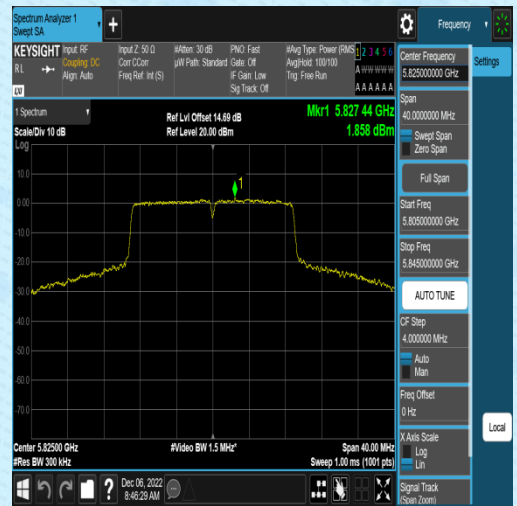 Spectrum Analyzer 1
Swept SA
+
Frequency
KEYSIGHT
RL
Input: RF
Coupling: DC
Align: Auto
Input Z: 50 Ω
Corr CCorr
Freq Ref: Int (S)
#Atten: 30 dB
µW Path: Standard
PNO: Fast
Gate: Off
IF Gain: Low
Sig Track: Off
#Avg Type: Power (RMS
Avg|Hold: 100/100
Trig: Free Run
1 2 3 4 5 6
A W W W W W
A A A A A A
LXI
1 Spectrum
Scale/Div 10 dB
Log
Ref Lvl Offset 14.69 dB
Ref Level 20.00 dBm
Mkr1 5.827 44 GHz
1.858 dBm
1
10.0
0.00
-10.0
-20.0
-30.0
-40.0
-50.0
-60.0
-70.0
Center 5.82500 GHz
#Res BW 300 kHz
#Video BW 1.5 MHz*
Span 40.00 MHz
Sweep 1.00 ms (1001 pts)
Dec 06, 2022
8:46:29 AM
?
Center Frequency
5.825000000 GHz
Settings
Span
40.0000000 MHz
Swept Span
Zero Span
Full Span
Start Freq
5.805000000 GHz
Stop Freq
5.845000000 GHz
AUTO TUNE
CF Step
4.000000 MHz
Auto
Man
Freq Offset
0 Hz
X Axis Scale
Log
Lin
Local
Signal Track
(Span Zoom)